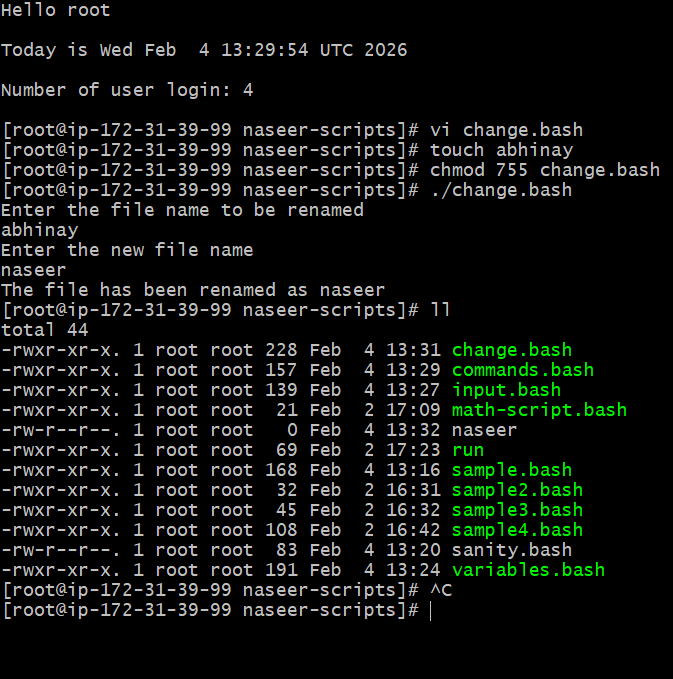 Hello root
Today is Wed Feb  4 13:29:54 UTC 2026
Number of user login: 4
[root@ip-172-31-39-99 naseer-scripts]# vi change.bash
[root@ip-172-31-39-99 naseer-scripts]# touch abhinay
[root@ip-172-31-39-99 naseer-scripts]# chmod 755 change.bash
[root@ip-172-31-39-99 naseer-scripts]# ./change.bash
Enter the file name to be renamed
abhinay
Enter the new file name
naseer
The file has been renamed as naseer
[root@ip-172-31-39-99 naseer-scripts]# ll
total 44
-rwxr-xr-x. 1 root root 228 Feb  4 13:31 change.bash
-rwxr-xr-x. 1 root root 157 Feb  4 13:29 commands.bash
-rwxr-xr-x. 1 root root 139 Feb  4 13:27 input.bash
-rwxr-xr-x. 1 root root  21 Feb  2 17:09 math-script.bash
-rw-r--r--. 1 root root   0 Feb  4 13:32 naseer
-rwxr-xr-x. 1 root root  69 Feb  2 17:23 run
-rwxr-xr-x. 1 root root 168 Feb  4 13:16 sample.bash
-rwxr-xr-x. 1 root root  32 Feb  2 16:31 sample2.bash
-rwxr-xr-x. 1 root root  45 Feb  2 16:32 sample3.bash
-rwxr-xr-x. 1 root root 108 Feb  2 16:42 sample4.bash
-rw-r--r--. 1 root root  83 Feb  4 13:20 sanity.bash
-rwxr-xr-x. 1 root root 191 Feb  4 13:24 variables.bash
[root@ip-172-31-39-99 naseer-scripts]# ^C
[root@ip-172-31-39-99 naseer-scripts]#